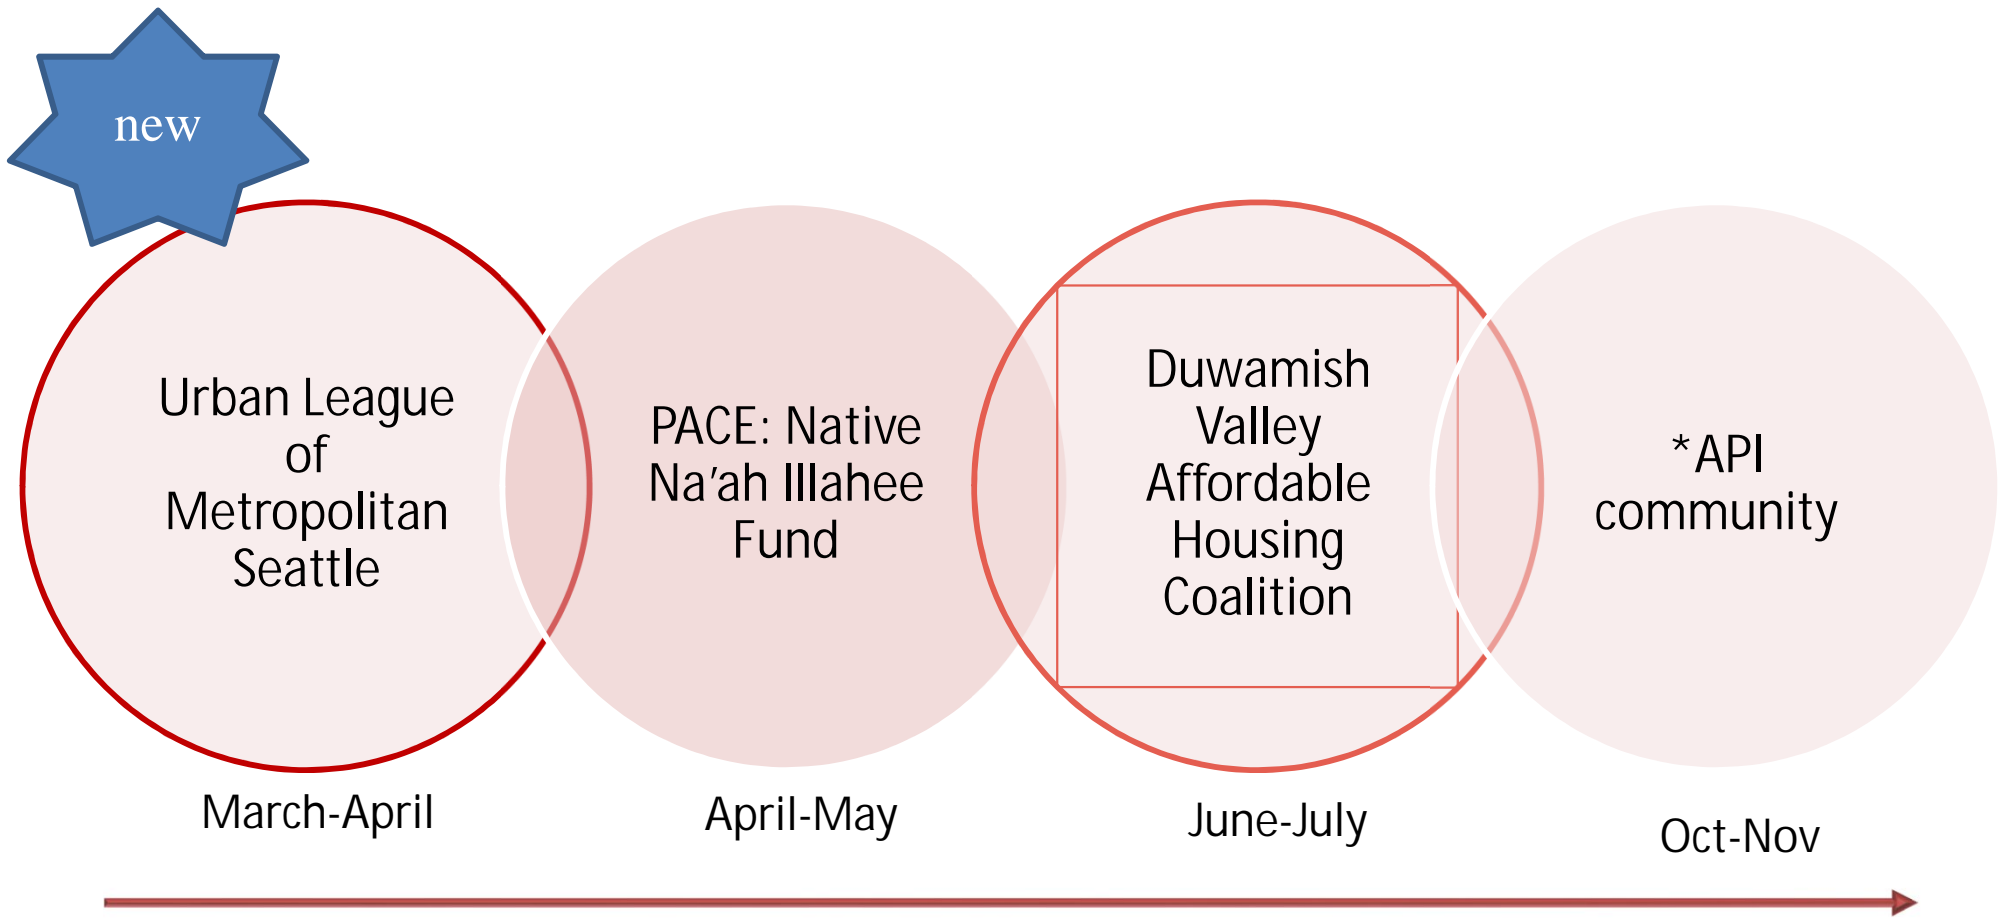 new
Urban League
of
Metropolitan
Seattle
PACE: Native
Na’ah Illahee
Fund
Duwamish
Valley
Affordable
Housing
Coalition
*API
community
March-April
April-May
June-July
Oct-Nov